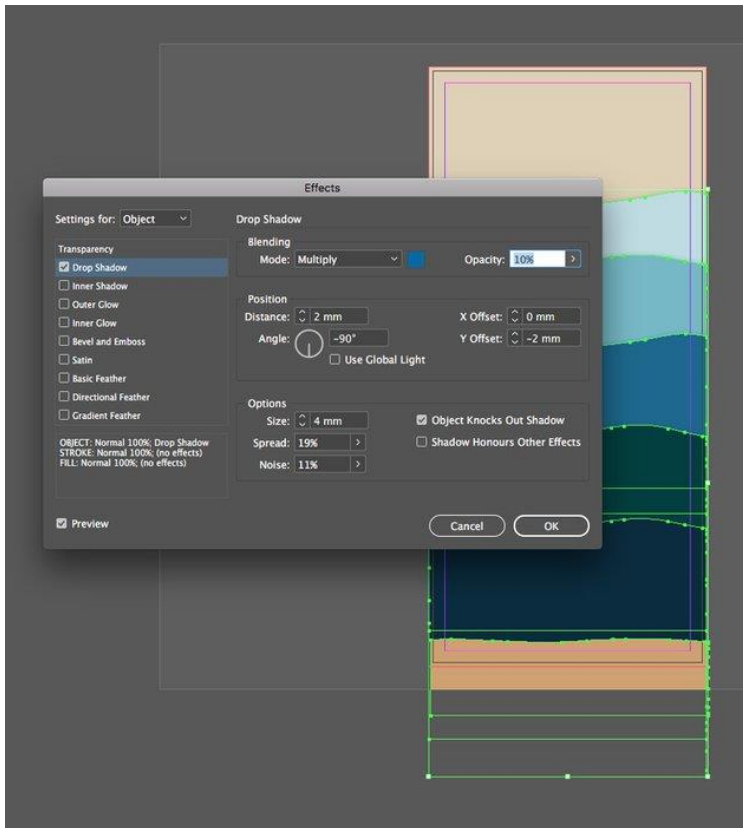 Effects
Settings for: Object
Drop Shadow
Transparency
Drop Shadow
Inner Shadow
Outer Glow
Inner Glow
Bevel and Emboss
Satin
Basic Feather
Directional Feather
Gradient Feather
OBJECT: Normal 100%; Drop Shadow
STROKE: Normal 100%; (no effects)
FILL: Normal 100%; (no effects)
Preview
Blending
Mode: Multiply Opacity: 10%
Position
Distance: 2 mm X Offset: 0 mm
Angle: -90° Y Offset: -2 mm
Use Global Light
Options
Size: 4 mm Object Knocks Out Shadow
Spread: 19% Shadow Honours Other Effects
Noise: 11%
Cancel OK